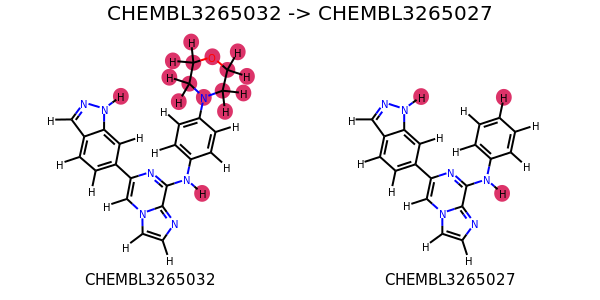 CHEMBL3265032 -> CHEMBL3265027
H H O H H H H N H H
H N N H H H H H H H H N N H H N N H H
H N N H H H H H H H H H N N H H N N H H
CHEMBL3265032 CHEMBL3265027